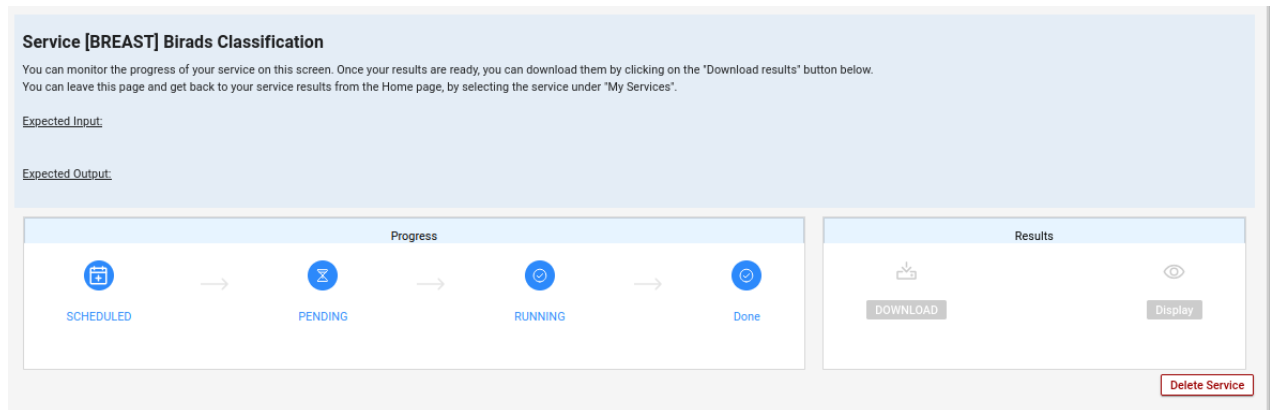 Service [BREAST] Birads Classification
You can monitor the progress of your service on this screen. Once your results are ready, you can download them by clicking on the "Download results" button below.
You can leave this page and get back to your service results from the Home page, by selecting the service under "My Services".
Expected Input:
Expected Output:
Progress
SCHEDULED
PENDING
RUNNING
Done
Results
DOWNLOAD
Display
Delete Service